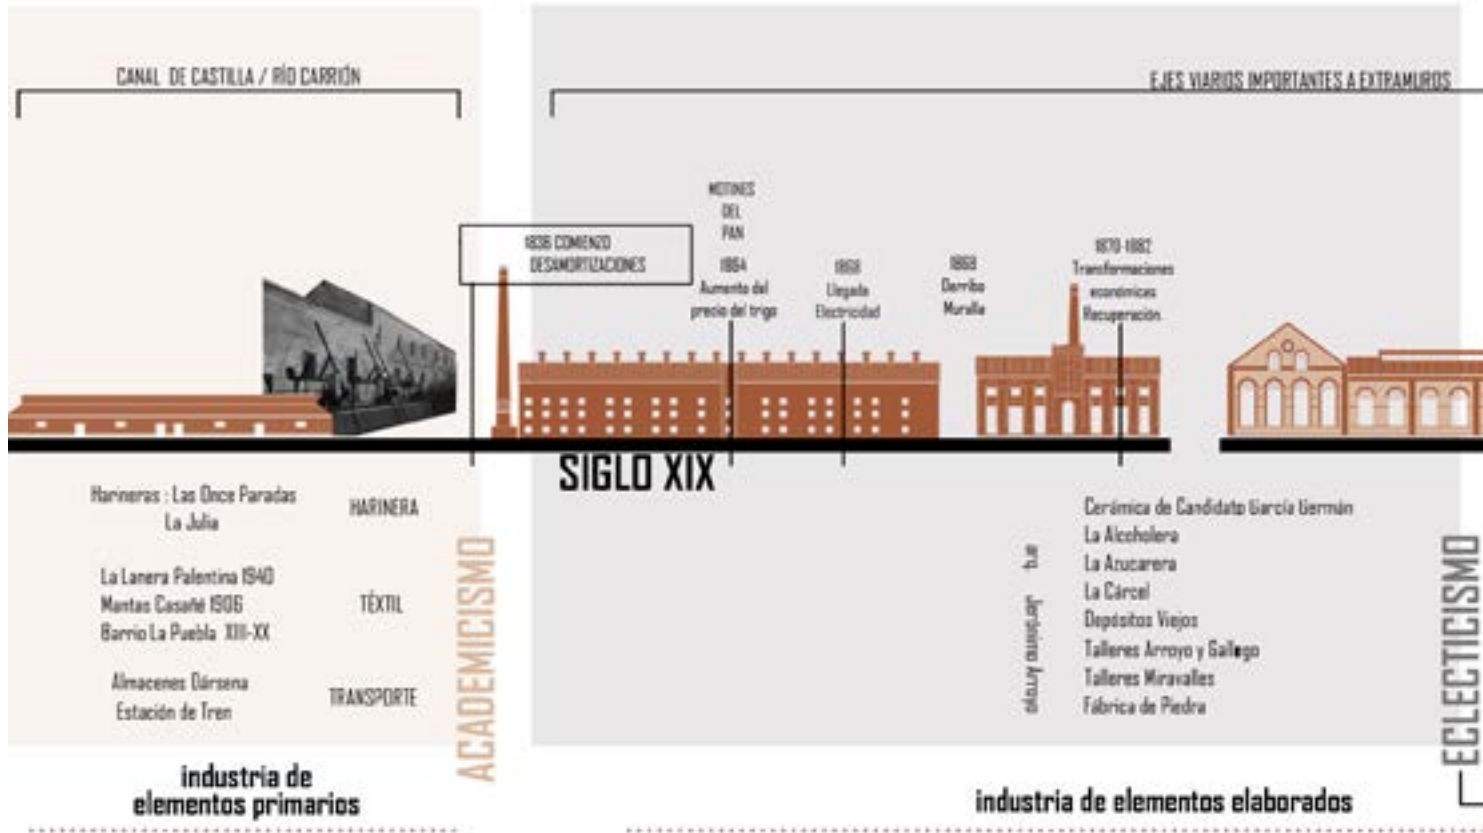 CANAL DE CASTILLA / RÍO CARRIÓN
EJES VIARIOS IMPORTANTES A EXTRAMUROS
1836 COMIENZO
DESAMORTIZACIONES
MOTINES
DEL
PAN
1864
Aumento del
precio del trigo
1868
Llegada
Electricidad
1868
Derribo
Muralla
1870-1882
Transformaciones
económicas
Recuperación
SIGLO XIX
Harineras : Las Once Paradas
La Julia
HARINERA
La Lanera Palentina 1940
Mantas Casañé 1906
Barrio La Puebla XIII-XX
TÉXTIL
Almacenes Dársena
Estación de Tren
TRANSPORTE
ACADEMICISMO
arq. Jerónimo Arroyo
Cerámica de Candidato García Germán
La Alcoholera
La Azucarera
La Cárcel
Depósitos Viejos
Talleres Arroyo y Gallego
Talleres Miravalles
Fábrica de Piedra
ECLECTICISMO
industria de
elementos primarios
industria de elementos elaborados